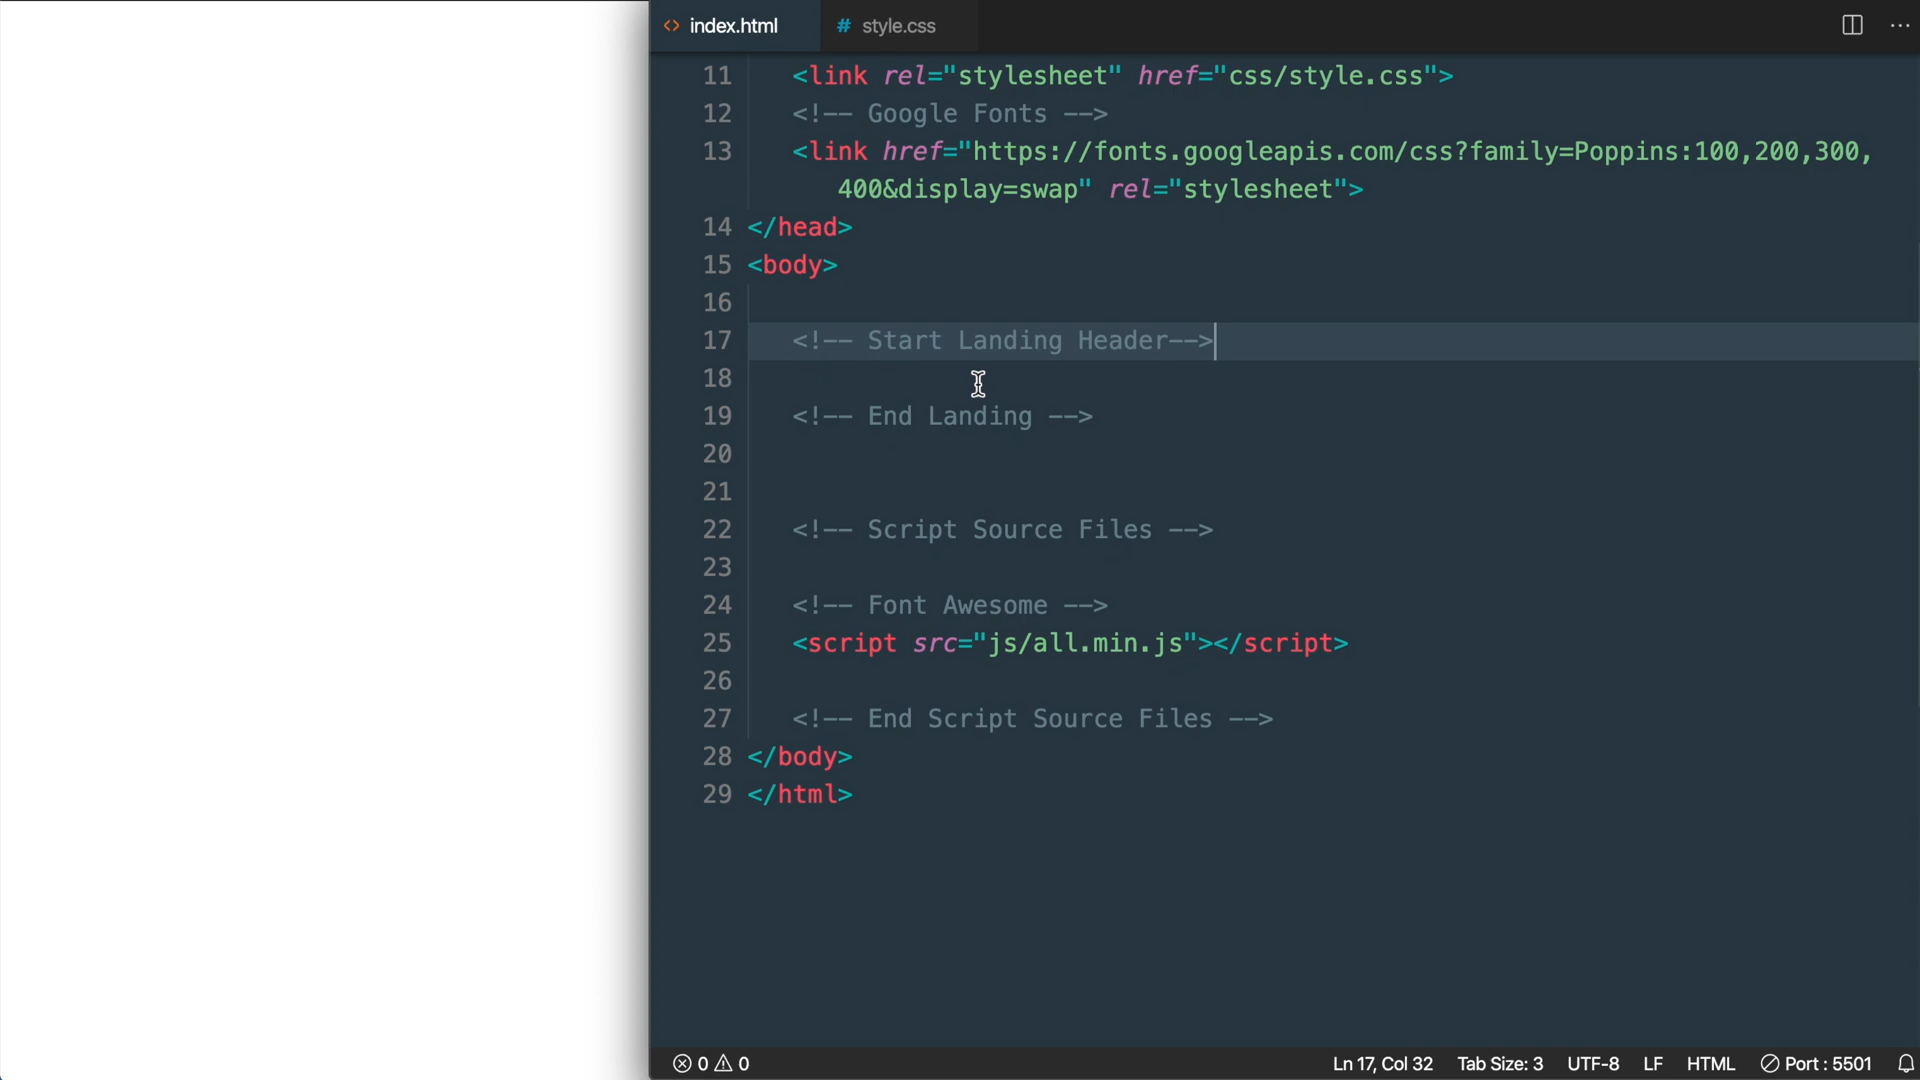 <> index.html # style.css ...
11 <link rel="stylesheet" href="css/style.css">
12 <!-- Google Fonts -->
13 <link href="https://fonts.googleapis.com/css?family=Poppins:100,200,300,
400&display=swap" rel="stylesheet">
14 </head>
15 <body>
16
17 <!-- Start Landing Header-->
18
19 <!-- End Landing -->
20
21
22 <!-- Script Source Files -->
23
24 <!-- Font Awesome -->
25 <script src="js/all.min.js"></script>
26
27 <!-- End Script Source Files -->
28 </body>
29 </html>
0 0 Ln 17, Col 32 Tab Size: 3 UTF-8 LF HTML Port : 5501